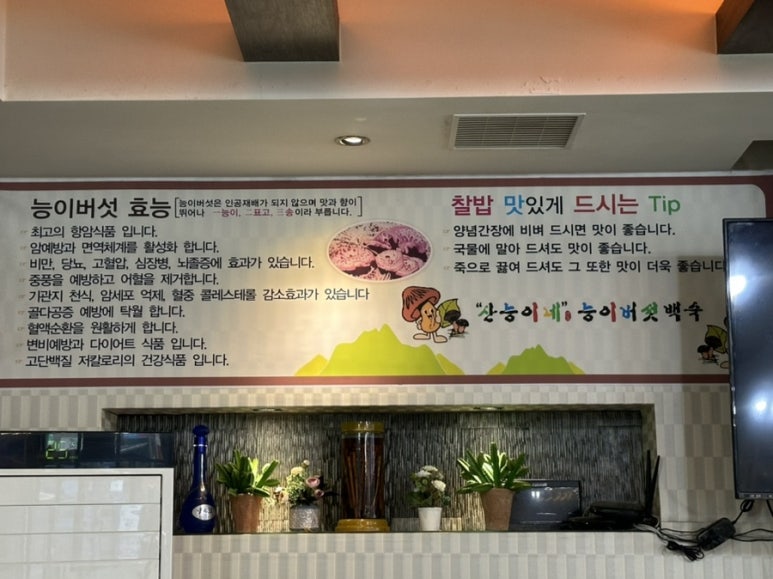 능이버섯 효능 [능이버섯은 인공재배가 되지 않으며 맛과 향이
뛰어나 一능이, 二표고, 三송이라 부릅니다.]
☞ 최고의 항암식품 입니다.
☞ 암예방과 면역체계를 활성화 합니다.
☞ 비만, 당뇨, 고혈압, 심장병, 뇌졸증에 효과가 있습니다.
☞ 중풍을 예방하고 어혈을 제거합니다.
☞ 기관지 천식, 암세포 억제, 혈중 콜레스테롤 감소효과가 있습니다
☞ 골다공증 예방에 탁월 합니다.
☞ 혈액순환을 원활하게 합니다.
☞ 변비예방과 다이어트 식품 입니다.
☞ 고단백질 저칼로리의 건강식품 입니다.
찰밥 맛있게 드시는 Tip
☞ 양념간장에 비벼 드시면 맛이 좋습니다.
☞ 국물에 말아 드셔도 맛이 좋습니다.
☞ 죽으로 끓여 드셔도 그 또한 맛이 더욱 좋습니다
"산능이네" 능이버섯백숙